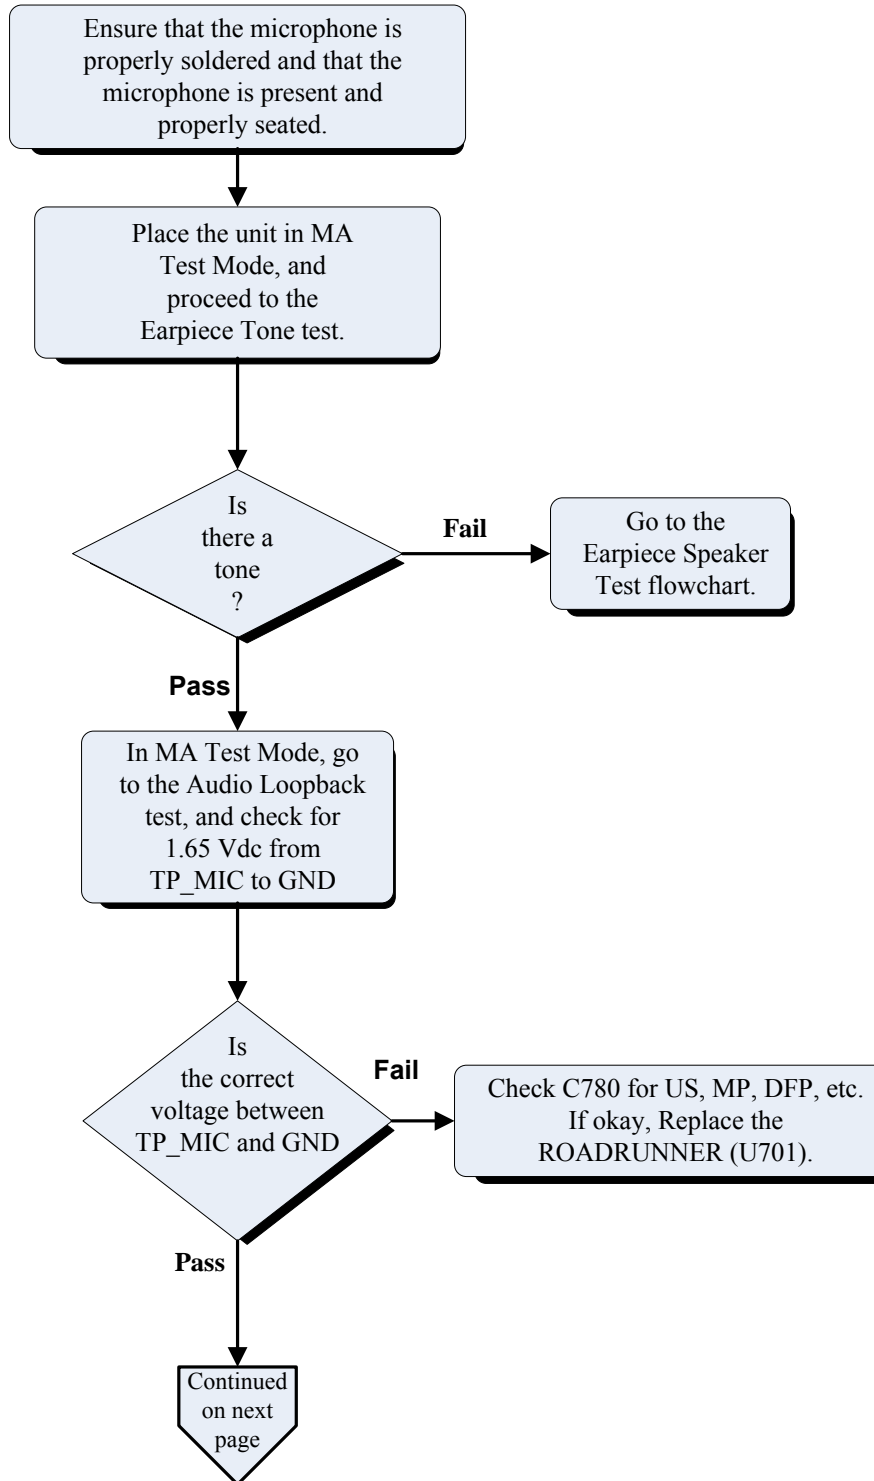 Ensure that the microphone is
properly soldered and that the
microphone is present and
properly seated.
Place the unit in MA
Test Mode, and
proceed to the
Earpiece Tone test.
Is
there a
tone
?
Fail
Go to the
Earpiece Speaker
Test flowchart.
Pass
In MA Test Mode, go
to the Audio Loopback
test, and check for
1.65 Vdc from
TP_MIC to GND
Is
the correct
voltage between
TP_MIC and GND
Fail
Check C780 for US, MP, DFP, etc.
If okay, Replace the
ROADRUNNER (U701).
Pass
Continued
on next
page